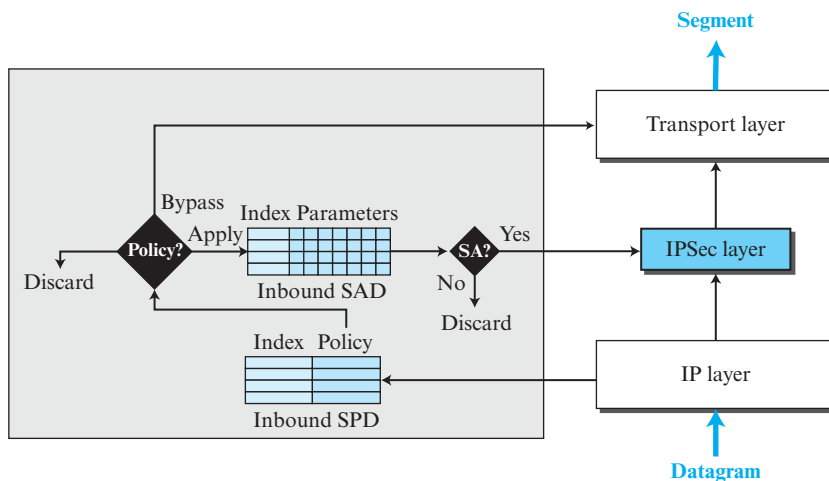 Segment
Transport layer
Bypass
Index Parameters
Policy?
Apply
SA?
Yes
IPSec layer
Discard
Inbound SAD
No
Discard
Index Policy
IP layer
Inbound SPD
Datagram